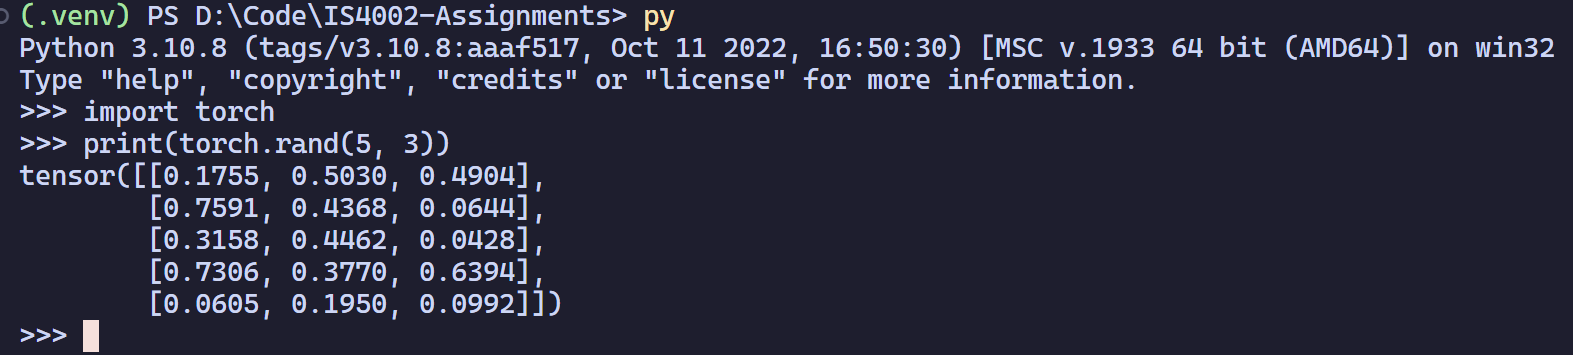 (.venv) PS D:\Code\IS4002-Assignments> py
Python 3.10.8 (tags/v3.10.8:aaaf517, Oct 11 2022, 16:50:30) [MSC v.1933 64 bit (AMD64)] on win32
Type "help", "copyright", "credits" or "license" for more information.
>>> import torch
>>> print(torch.rand(5, 3))
tensor([[0.1755, 0.5030, 0.4904],
        [0.7591, 0.4368, 0.0644],
        [0.3158, 0.4462, 0.0428],
        [0.7306, 0.3770, 0.6394],
        [0.0605, 0.1950, 0.0992]])
>>>